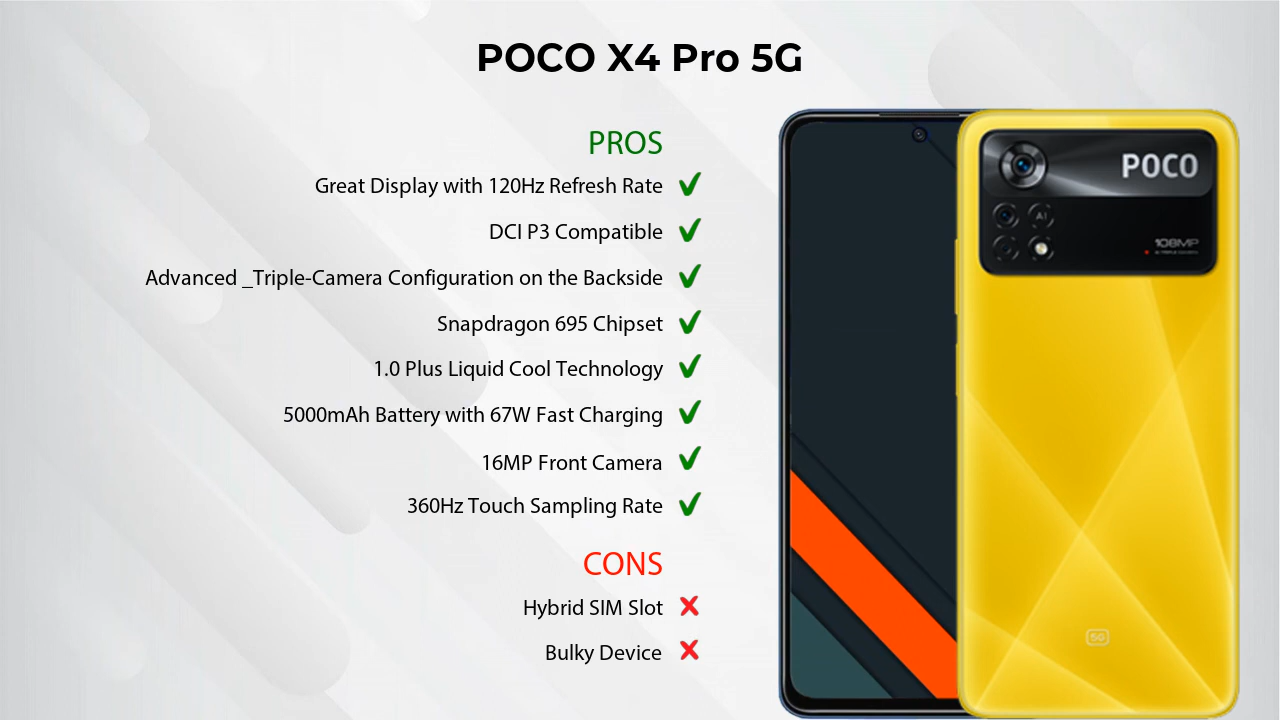 POCO X4 Pro 5G
PROS
Great Display with 120Hz Refresh Rate
DCI P3 Compatible
Advanced _Triple-Camera Configuration on the Backside
Snapdragon 695 Chipset
1.0 Plus Liquid Cool Technology
5000mAh Battery with 67W Fast Charging
16MP Front Camera
360Hz Touch Sampling Rate
CONS
Hybrid SIM Slot
Bulky Device
POCO
AI
108MP
5G